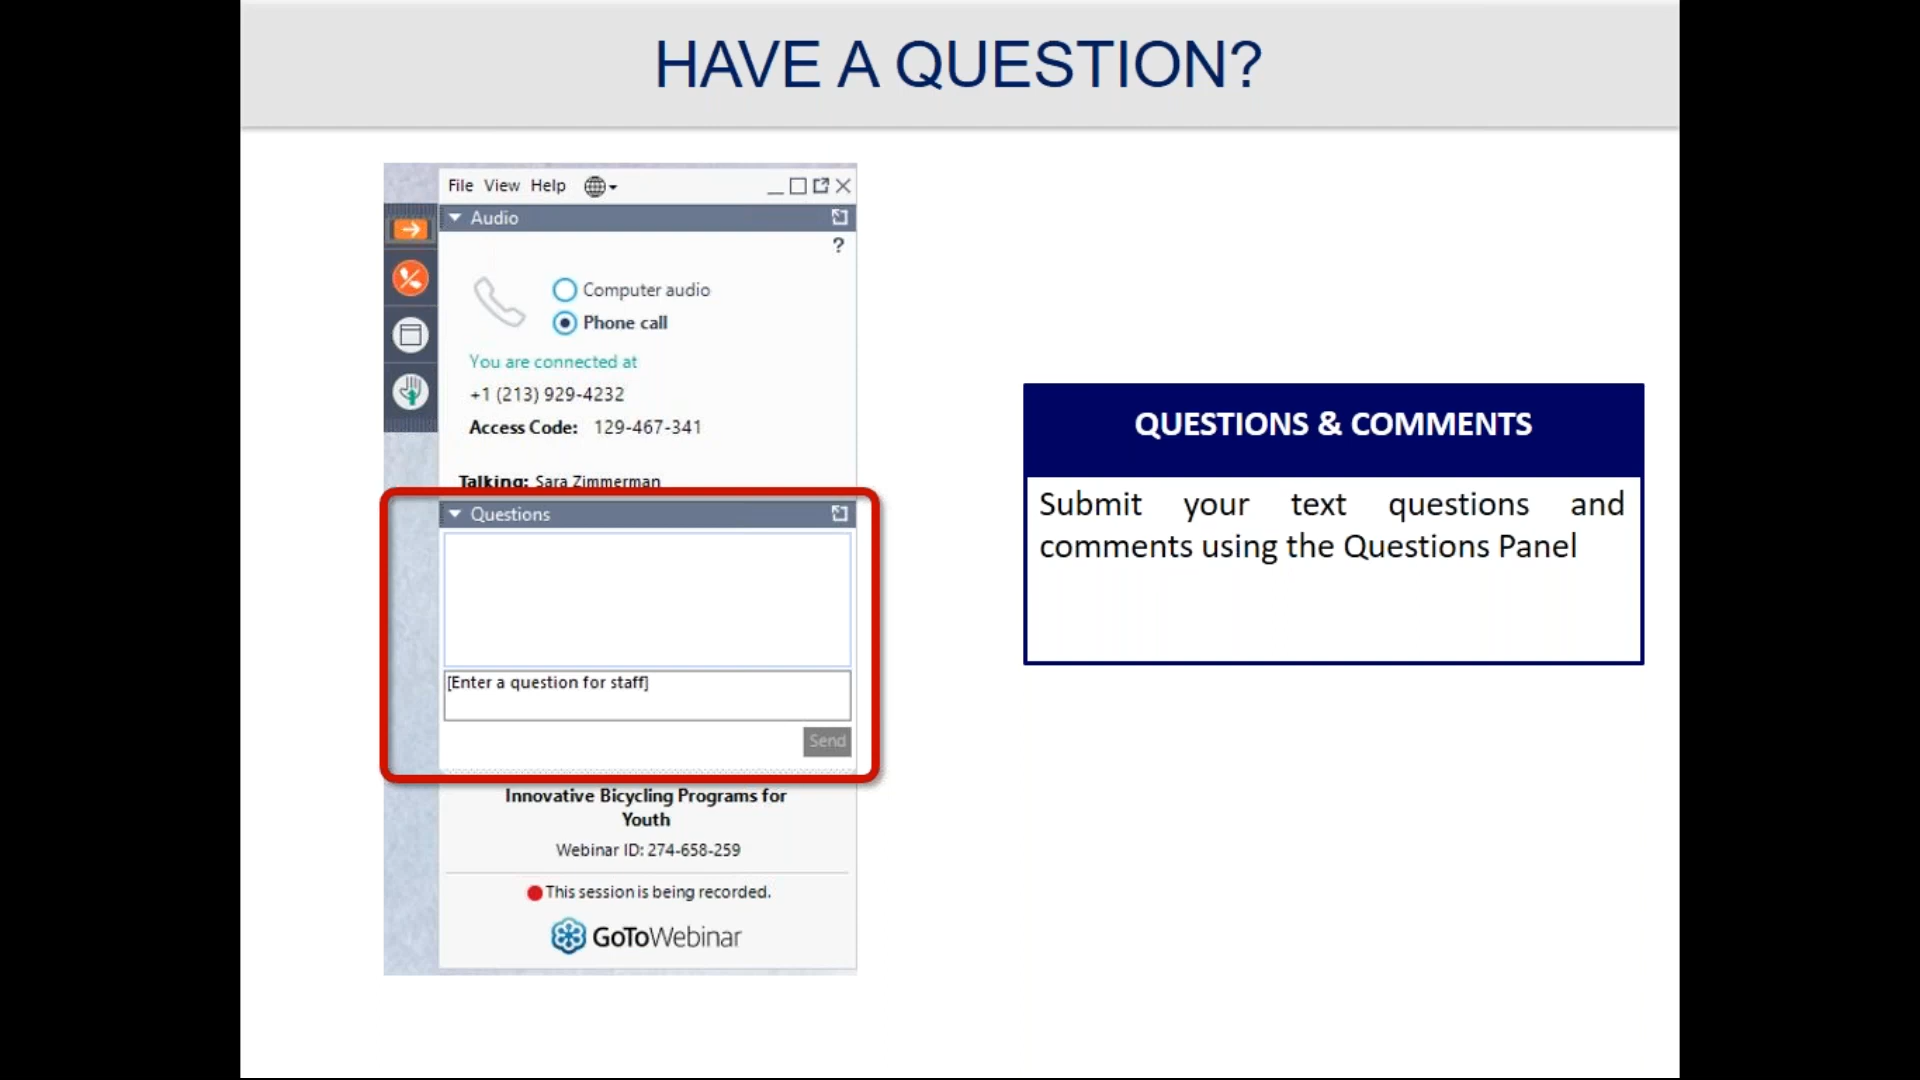 HAVE A QUESTION?
File View Help
Audio
?
Computer audio
Phone call
You are connected at
+1 (213) 929-4232
Access Code: 129-467-341
Talking: Sara Zimmerman
Questions
[Enter a question for staff]
Send
Innovative Bicycling Programs for
Youth
Webinar ID: 274-658-259
This session is being recorded.
GoToWebinar
QUESTIONS & COMMENTS
Submit your text questions and
comments using the Questions Panel